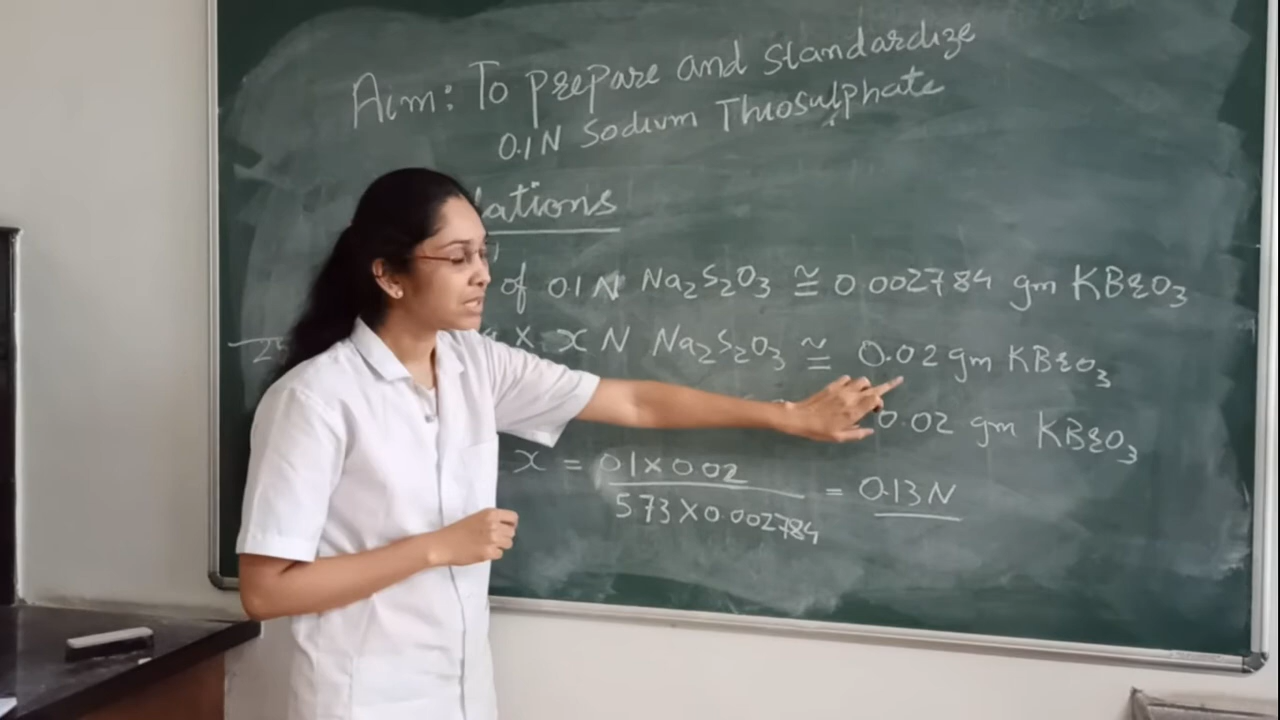 Aim: To prepare and standardize
0.1N Sodium Thiosulphate
lations
of 0.1 N Na2S2O3 ≅ 0.002784 gm KBrO3
x x N Na2S2O3 ≅ 0.02 gm KBrO3
0.02 gm KBrO3
x = 0.1 x 0.02 / 5.73 x 0.002784 = 0.13 N